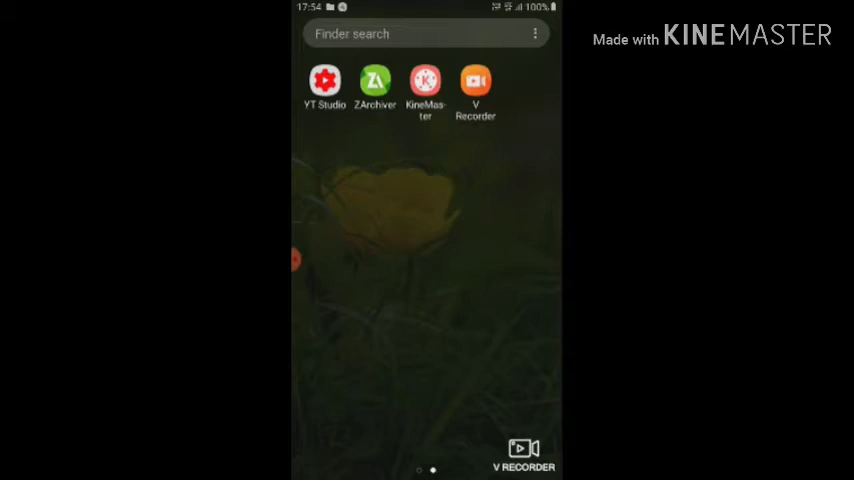 17:54 100%
Made with KINEMASTER
Finder search
YT Studio ZArchiver KineMas-
ter V
Recorder
V RECORDER